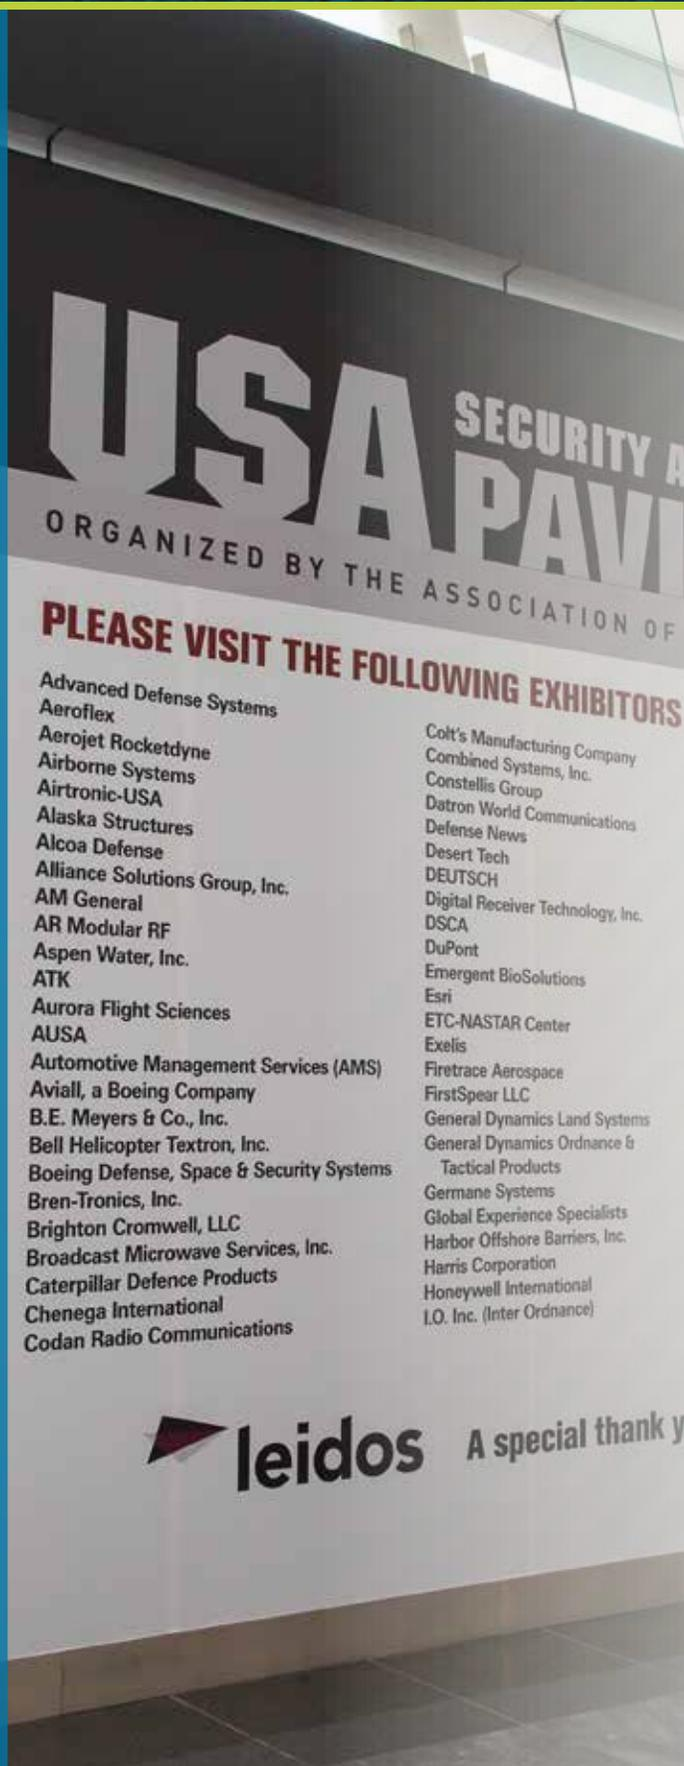 USA SECURITY A
PAVI
ORGANIZED BY THE ASSOCIATION OF
PLEASE VISIT THE FOLLOWING EXHIBITORS
Advanced Defense Systems
Aeroflex
Aerojet Rocketdyne
Airborne Systems
Airtronic-USA
Alaska Structures
Alcoa Defense
Alliance Solutions Group, Inc.
AM General
AR Modular RF
Aspen Water, Inc.
ATK
Aurora Flight Sciences
AUSA
Automotive Management Services (AMS)
Aviall, a Boeing Company
B.E. Meyers & Co., Inc.
Bell Helicopter Textron, Inc.
Boeing Defense, Space & Security Systems
Bren-Tronics, Inc.
Brighton Cromwell, LLC
Broadcast Microwave Services, Inc.
Caterpillar Defence Products
Chenega International
Codan Radio Communications
Colt's Manufacturing Company
Combined Systems, Inc.
Constellis Group
Datron World Communications
Defense News
Desert Tech
DEUTSCH
Digital Receiver Technology, Inc.
DSCA
DuPont
Emergent BioSolutions
Esri
ETC-NASTAR Center
Exelis
Firetrace Aerospace
FirstSpear LLC
General Dynamics Land Systems
General Dynamics Ordnance &
Tactical Products
Germane Systems
Global Experience Specialists
Harbor Offshore Barriers, Inc.
Harris Corporation
Honeywell International
I.O. Inc. (Inter Ordnance)
leidos
A special thank y